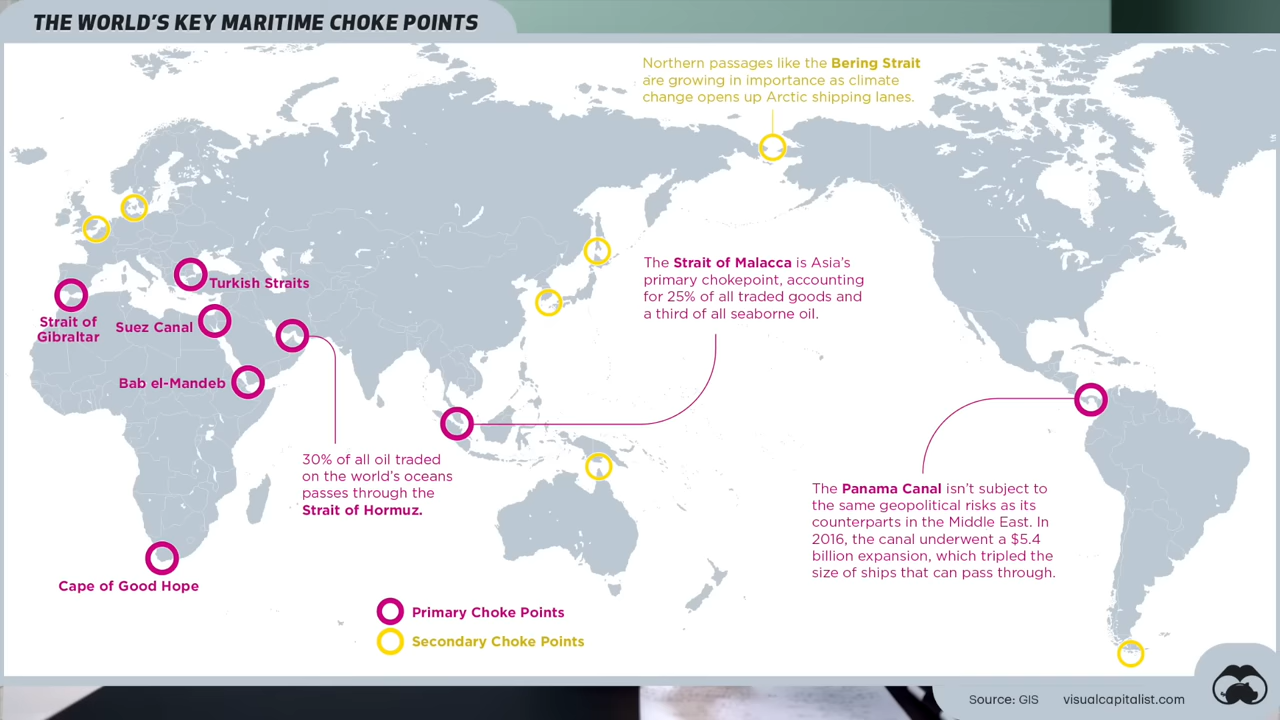 THE WORLD'S KEY MARITIME CHOKE POINTS
Northern passages like the Bering Strait
are growing in importance as climate
change opens up Arctic shipping lanes.
The Strait of Malacca is Asia's
primary chokepoint, accounting
for 25% of all traded goods and
a third of all seaborne oil.
Turkish Straits
Strait of
Gibraltar
Suez Canal
Bab el-Mandeb
30% of all oil traded
on the world's oceans
passes through the
Strait of Hormuz.
The Panama Canal isn't subject to
the same geopolitical risks as its
counterparts in the Middle East. In
2016, the canal underwent a $5.4
billion expansion, which tripled the
size of ships that can pass through.
Cape of Good Hope
Primary Choke Points
Secondary Choke Points
Source: GIS visualcapitalist.com